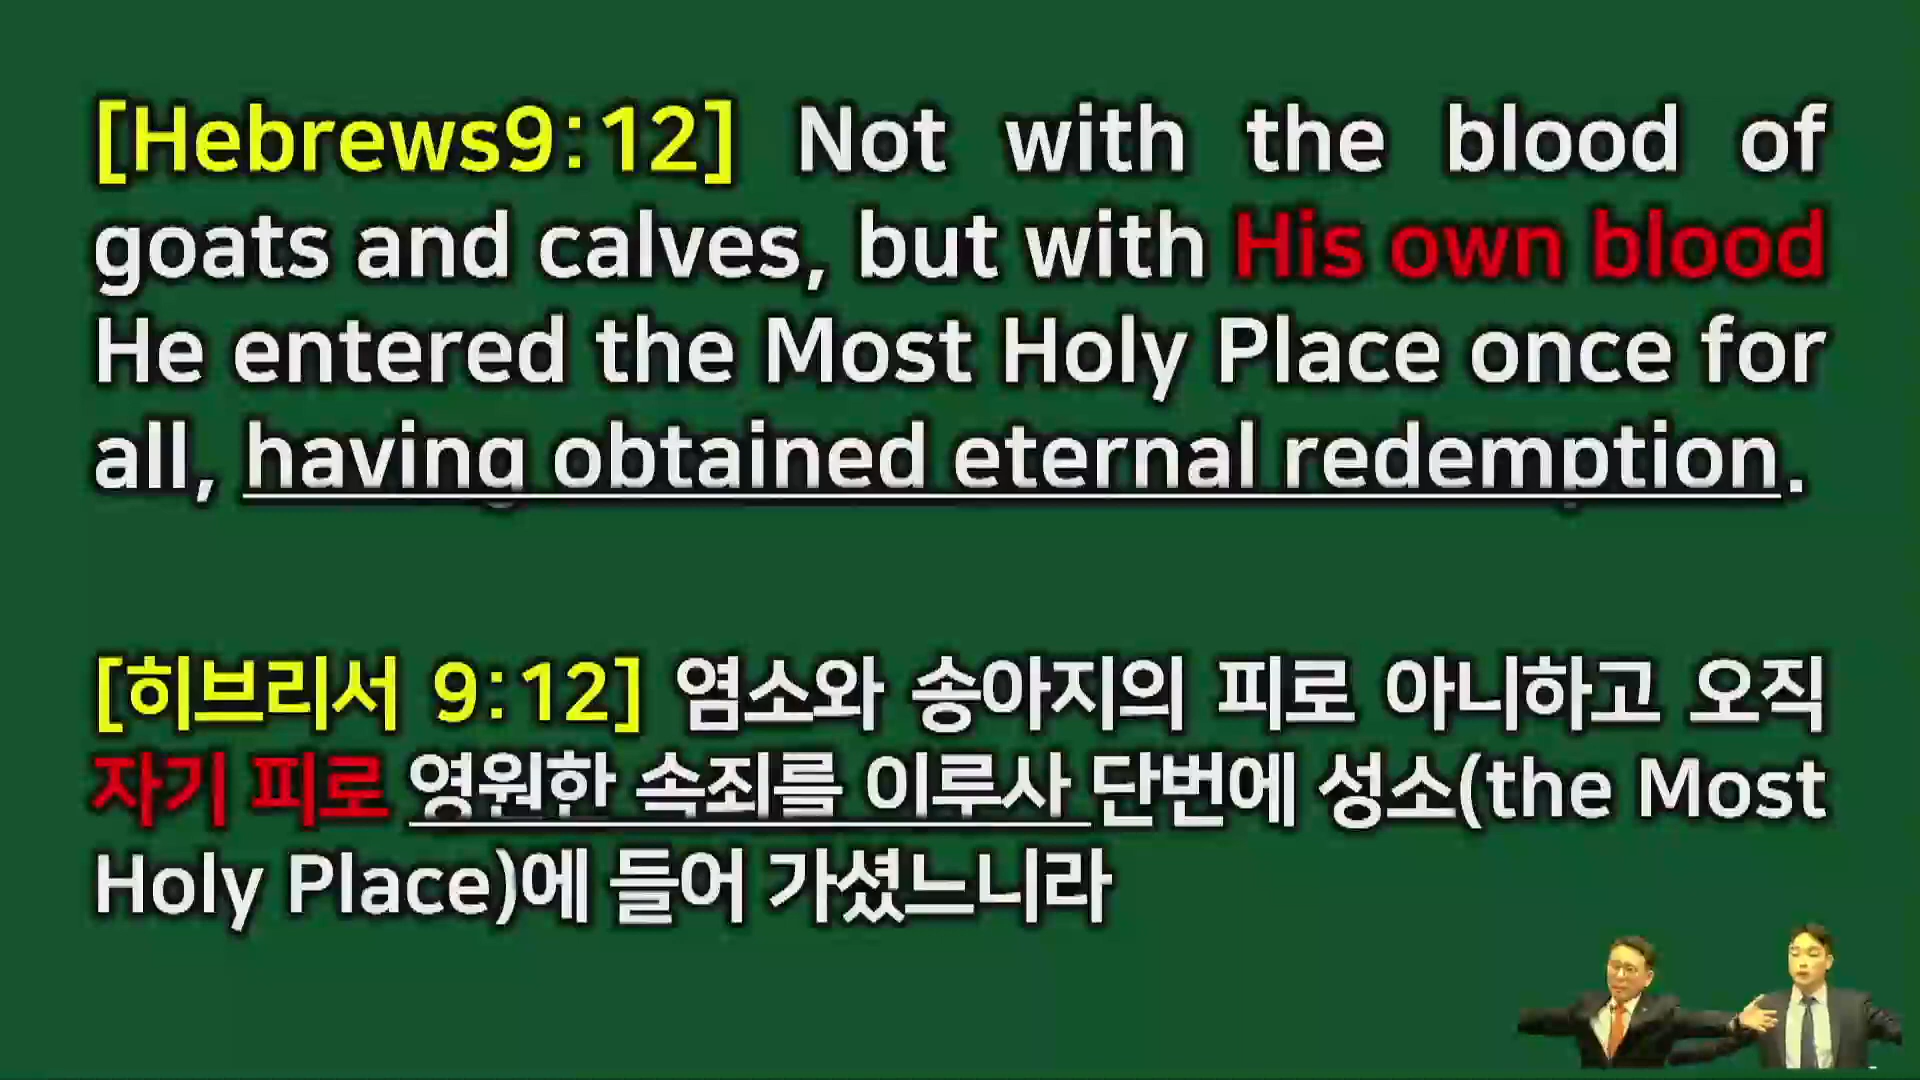 [Hebrews9:12] Not with the blood of
goats and calves, but with His own blood
He entered the Most Holy Place once for
all, having obtained eternal redemption.
[히브리서 9:12] 염소와 송아지의 피로 아니하고 오직
자기 피로 영원한 속죄를 이루사 단번에 성소(the Most
Holy Place)에 들어 가셨느니라